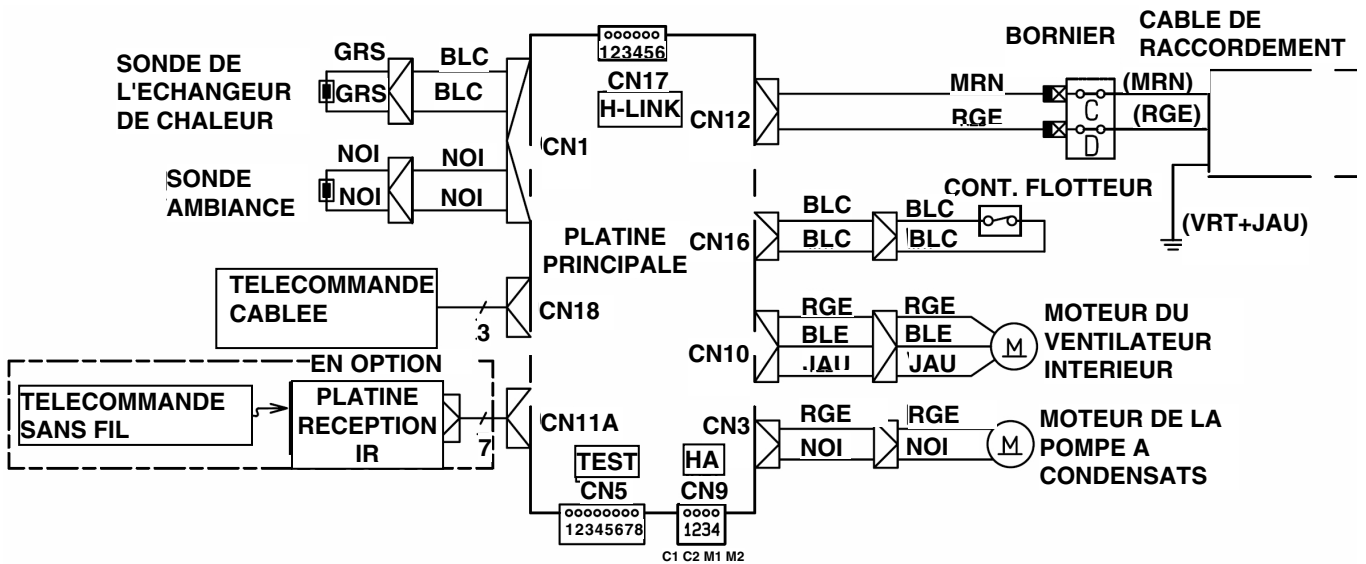 SONDE DE
L'ECHANGEUR
DE CHALEUR
GRS
BLC
GRS
BLC
SONDE
AMBIANCE
NOI
NOI
NOI
NOI
CN1
123456
CN17
H-LINK
CN12
MRN
RGE
BORNIER
C
D
CABLE DE
RACCORDEMENT
(MRN)
(RGE)
(VRT+JAU)
CONT. FLOTTEUR
PLATINE
PRINCIPALE
CN16
BLC
BLC
BLC
BLC
TELECOMMANDE
CABLEE
3
CN18
CN10
RGE
RGE
BLE
BLE
JAU
JAU
M
MOTEUR DU
VENTILATEUR
INTERIEUR
EN OPTION
TELECOMMANDE
SANS FIL
PLATINE
RECEPTION
IR
7
CN11A
CN3
RGE
RGE
NOI
NOI
M
MOTEUR DE LA
POMPE A
CONDENSATS
TEST
CN5
12345678
HA
CN9
1234
C1 C2 M1 M2